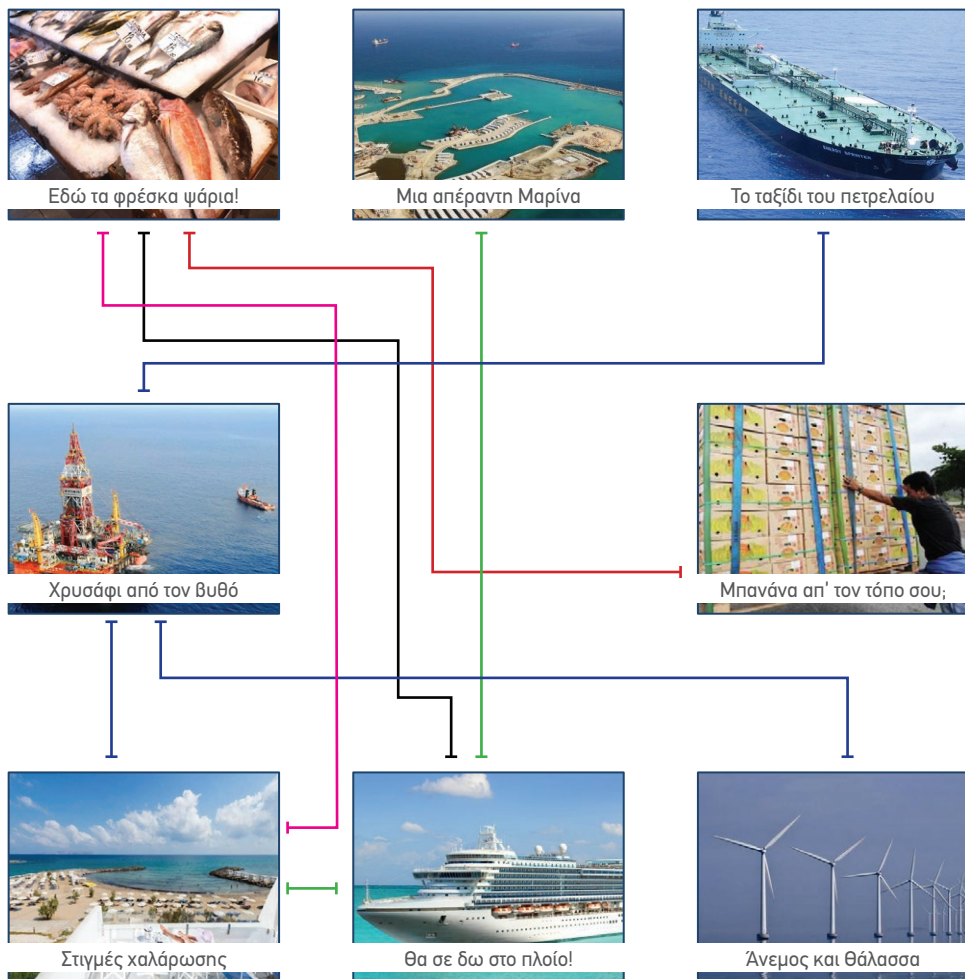 Εδώ τα φρέσκα ψάρια!
Μια απέραντη Μαρίνα
Το ταξίδι του πετρελαίου
Χρυσάφι από τον βυθό
Μπανάνα απ' τον τόπο σου;
Στιγμές χαλάρωσης
Θα σε δω στο πλοίο!
Άνεμος και θάλασσα